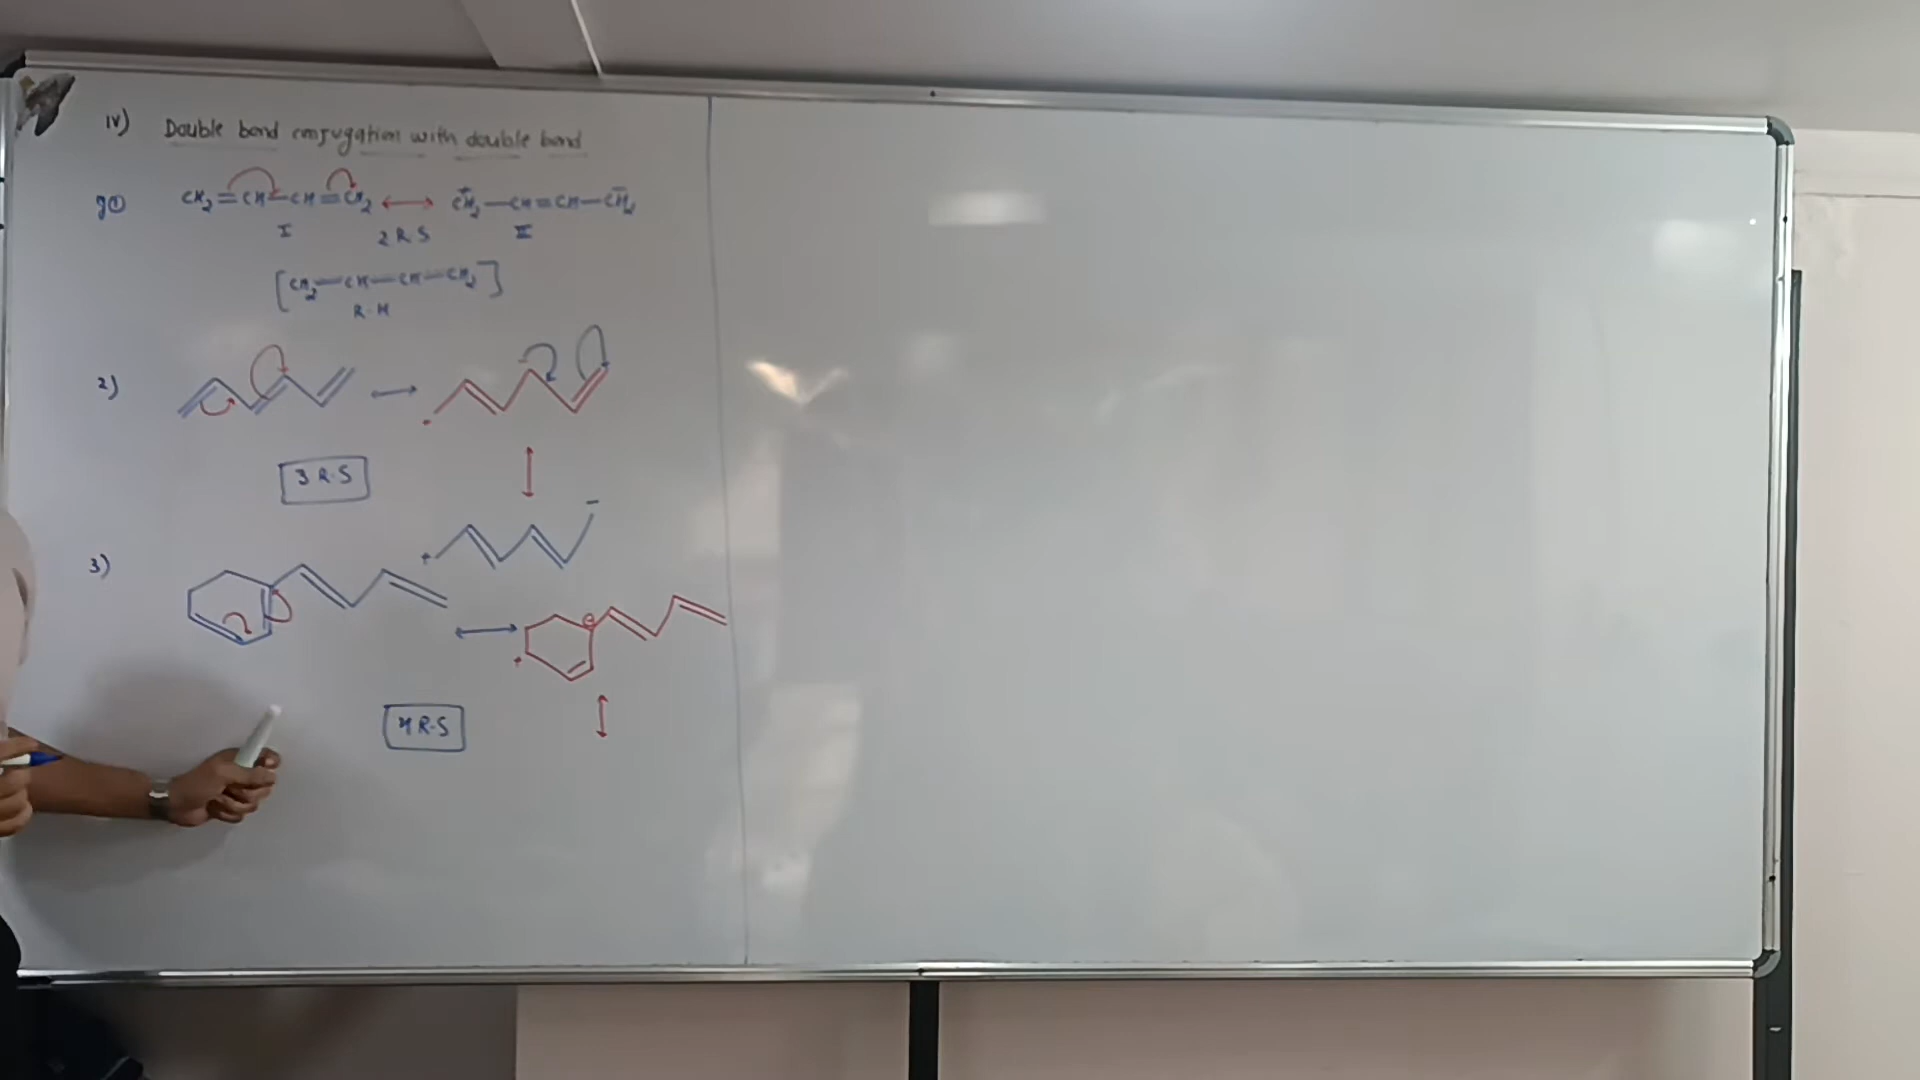 iv) Double bond conjugation with double bond
eg① CH₂=CH–CH=CH₂ ⟷ C⁺H₂–CH=CH–C⁻H₂
I 2 R.S II
[CH₂—CH—CH—CH₂]
R.H
2)
3 R.S
+ −
3)
+ ⊖
4 R.S